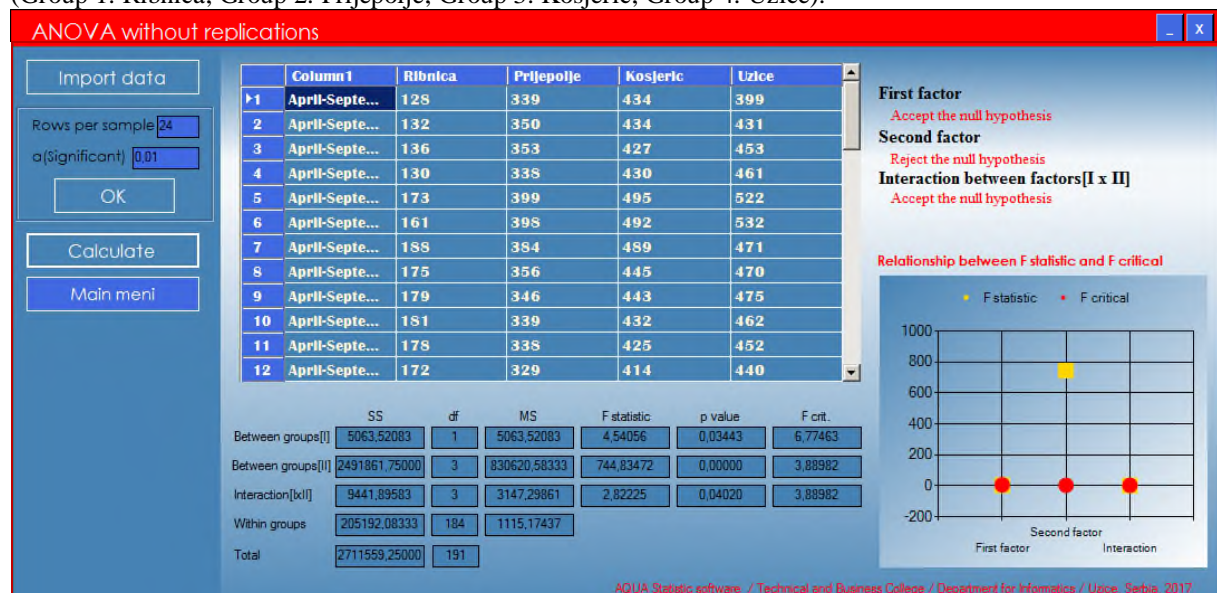 (Group 1: Ribnica, Group 2: Prijepolje, Group 3: Kosjeric, Group 4: Uzice).
ANOVA without replications
_ X
Import data
Rows per sample 24
a(Significant) 0,01
OK
Calculate
Main meni
Column1 Ribnica Prijepolje Kosjeric Uzice
1 April-Septe... 128 339 434 399
2 April-Septe... 132 350 434 431
3 April-Septe... 136 353 427 453
4 April-Septe... 130 338 430 461
5 April-Septe... 173 399 495 522
6 April-Septe... 161 398 492 532
7 April-Septe... 188 384 489 471
8 April-Septe... 175 356 445 470
9 April-Septe... 179 346 443 475
10 April-Septe... 181 339 432 462
11 April-Septe... 178 338 425 452
12 April-Septe... 172 329 414 440
SS df MS F statistic p value F crit.
Between groups[I] 5063,52083 1 5063,52083 4,54056 0,03443 6,77463
Between groups[II] 2491861,75000 3 830620,58333 744,83472 0,00000 3,88982
Interaction[IxII] 9441,89583 3 3147,29861 2,82225 0,04020 3,88982
Within groups 205192,08333 184 1115,17437
Total 2711559,25000 191
First factor
Accept the null hypothesis
Second factor
Reject the null hypothesis
Interaction between factors[I x II]
Accept the null hypothesis
Relationship between F statistic and F critical
F statistic F critical
1000
800
600
400
200
0
-200
Second factor
First factor Interaction
AQUA Statistic software / Technical and Business College / Department for Informatics / Uzice, Serbia, 2017